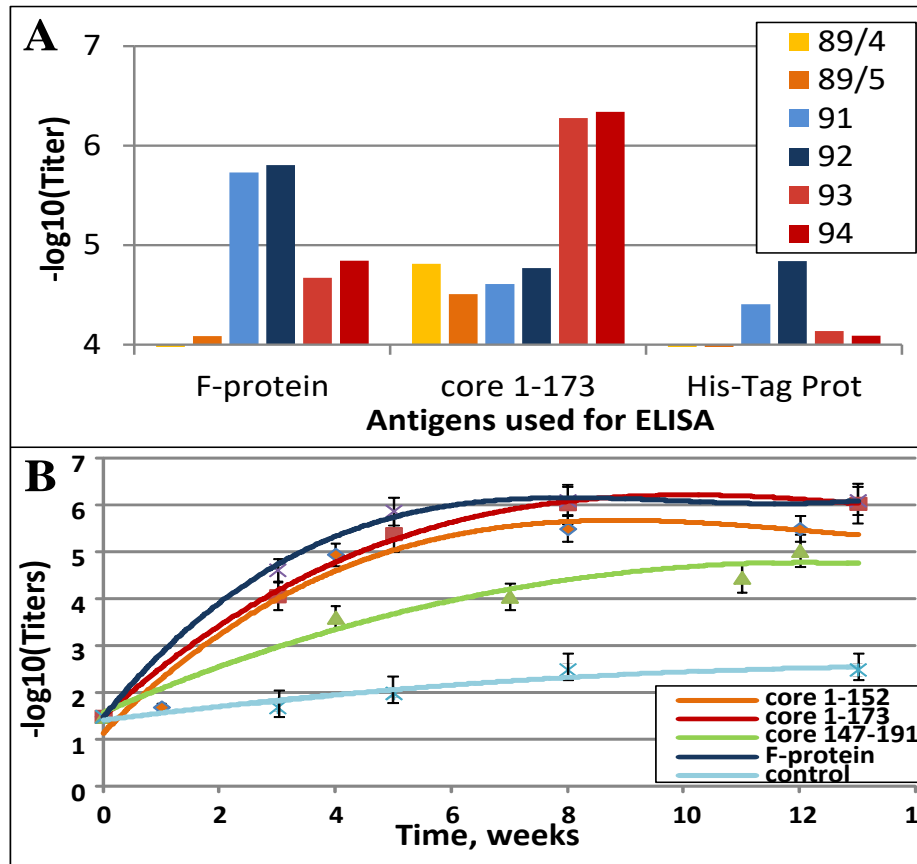 A
7
6
5
4
-log10(Titer)
89/4
89/5
91
92
93
94
F-protein core 1-173 His-Tag Prot
Antigens used for ELISA
B
7
6
5
4
3
2
1
0
-log10(Titers)
core 1-152
core 1-173
core 147-191
F-protein
control
0 2 4 6 8 10 12 1
Time, weeks